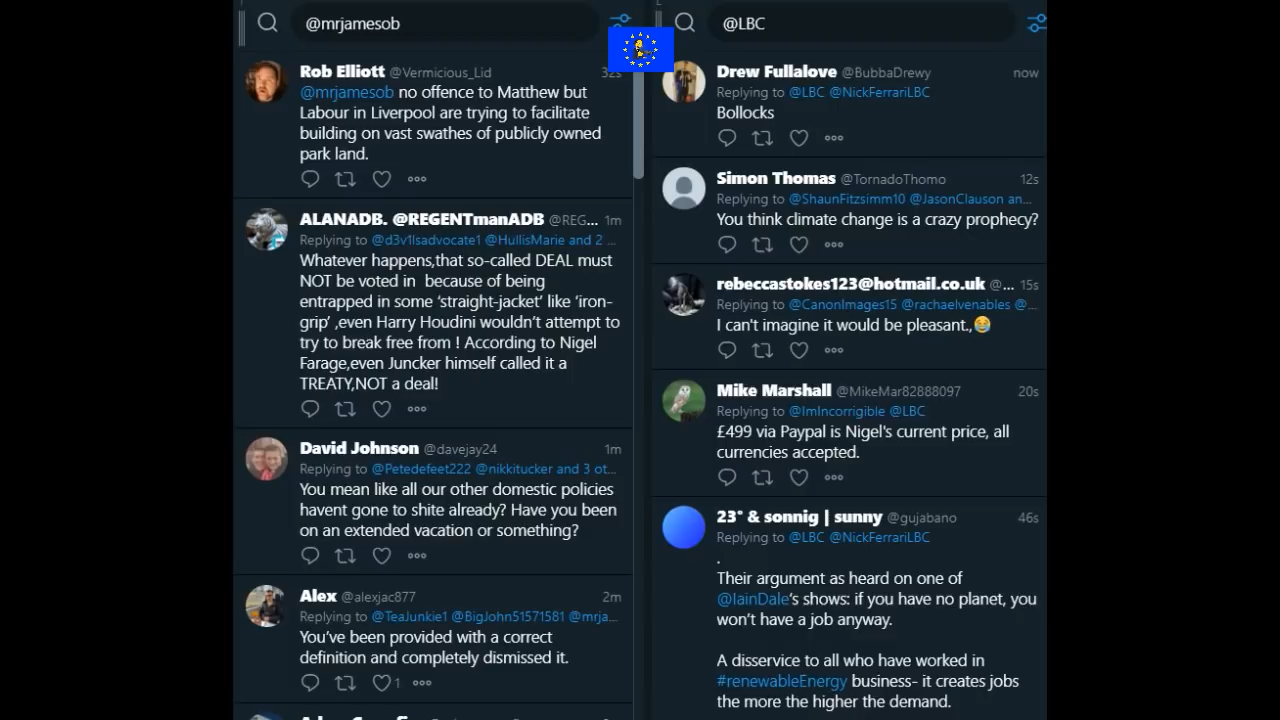 @mrjamesob
Rob Elliott @Vermicious_Lid 32s
@mrjamesob no offence to Matthew but
Labour in Liverpool are trying to facilitate
building on vast swathes of publicly owned
park land.
ALANADB. @REGENTmanADB @REG... 1m
Replying to @d3v1lsadvocate1 @HullisMarie and 2 ...
Whatever happens,that so-called DEAL must
NOT be voted in because of being
entrapped in some ‘straight-jacket’ like ‘iron-
grip’ ,even Harry Houdini wouldn’t attempt to
try to break free from ! According to Nigel
Farage,even Juncker himself called it a
TREATY,NOT a deal!
David Johnson @davejay24 1m
Replying to @Petedefeet222 @nikkitucker and 3 ot...
You mean like all our other domestic policies
havent gone to shite already? Have you been
on an extended vacation or something?
Alex @alexjac877 2m
Replying to @TeaJunkie1 @BigJohn51571581 @mrja...
You’ve been provided with a correct
definition and completely dismissed it.
1
@LBC
Drew Fullalove @BubbaDrewy now
Replying to @LBC @NickFerrariLBC
Bollocks
Simon Thomas @TornadoThomo 12s
Replying to @ShaunFitzsimm10 @JasonClauson an...
You think climate change is a crazy prophecy?
rebeccastokes123@hotmail.co.uk @... 15s
Replying to @CanonImages15 @rachaelvenables @...
I can't imagine it would be pleasant.,😂
Mike Marshall @MikeMar82888097 20s
Replying to @ImIncorrigible @LBC
£499 via Paypal is Nigel's current price, all
currencies accepted.
23° & sonnig | sunny @gujabano 46s
Replying to @LBC @NickFerrariLBC
.
Their argument as heard on one of
@IainDale‘s shows: if you have no planet, you
won’t have a job anyway.
A disservice to all who have worked in
#renewableEnergy business- it creates jobs
the more the higher the demand.